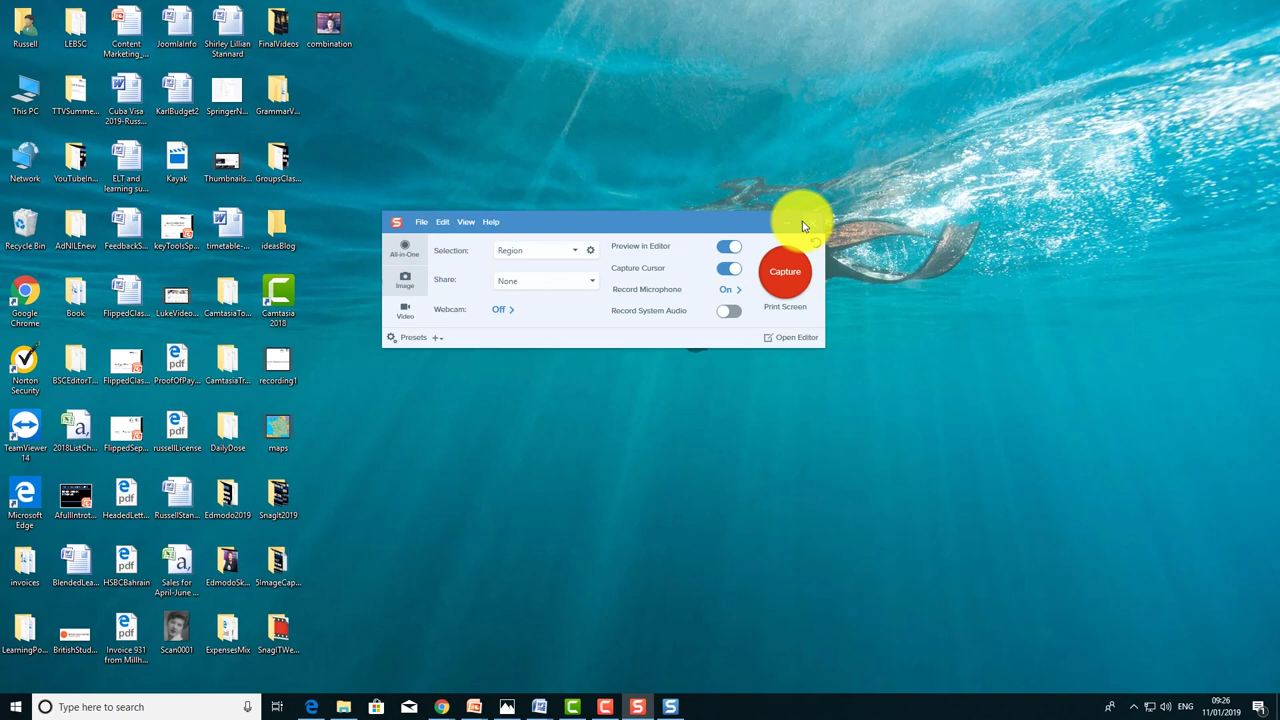 Russell
LEBSC
Content
Marketing_...
JoomlaInfo
Shirley Lillian
Stannard
FinalVideos
combination
This PC
TTVSumme...
Cuba Visa
2019-Russ...
KarlBudget2
SpringerN...
GrammarV...
Network
YouTubein...
ELT and
learning su...
Kayak
Thumbnails...
GroupsClas...
Recycle Bin
AdNILEnew
FeedbackS...
keyToolsSp...
timetable-...
ideasBlog
Google
Chrome
Book
FlippedClas...
LukeVideo...
CamtasiaTo...
Camtasia
2018
Norton
Security
BSCEditorT...
FlippedClas...
ProofOfPay...
CamtasiaTr...
recording1
TeamViewer
14
2018ListCh...
FlippedSep...
russellLicense
DailyDose
maps
Microsoft
Edge
AfullIntrot...
HeadedLett...
RussellStan...
Edmodo2019
SnagIt2019
invoices
BlendedLea...
HSBCBahrain
Sales for
April-June ...
EdmodoSk...
5ImageCap...
LearningPo...
BritishStud...
Invoice 931
from Millh...
Scan0001
ExpensesMix
SnagITWe...
File Edit View Help
All-in-One
Image
Video
Selection: Region
Share: None
Webcam: Off
Preview in Editor
Capture Cursor
Record Microphone On
Record System Audio
Capture
Print Screen
Presets
Open Editor
Type here to search
ENG
09:26
11/01/2019